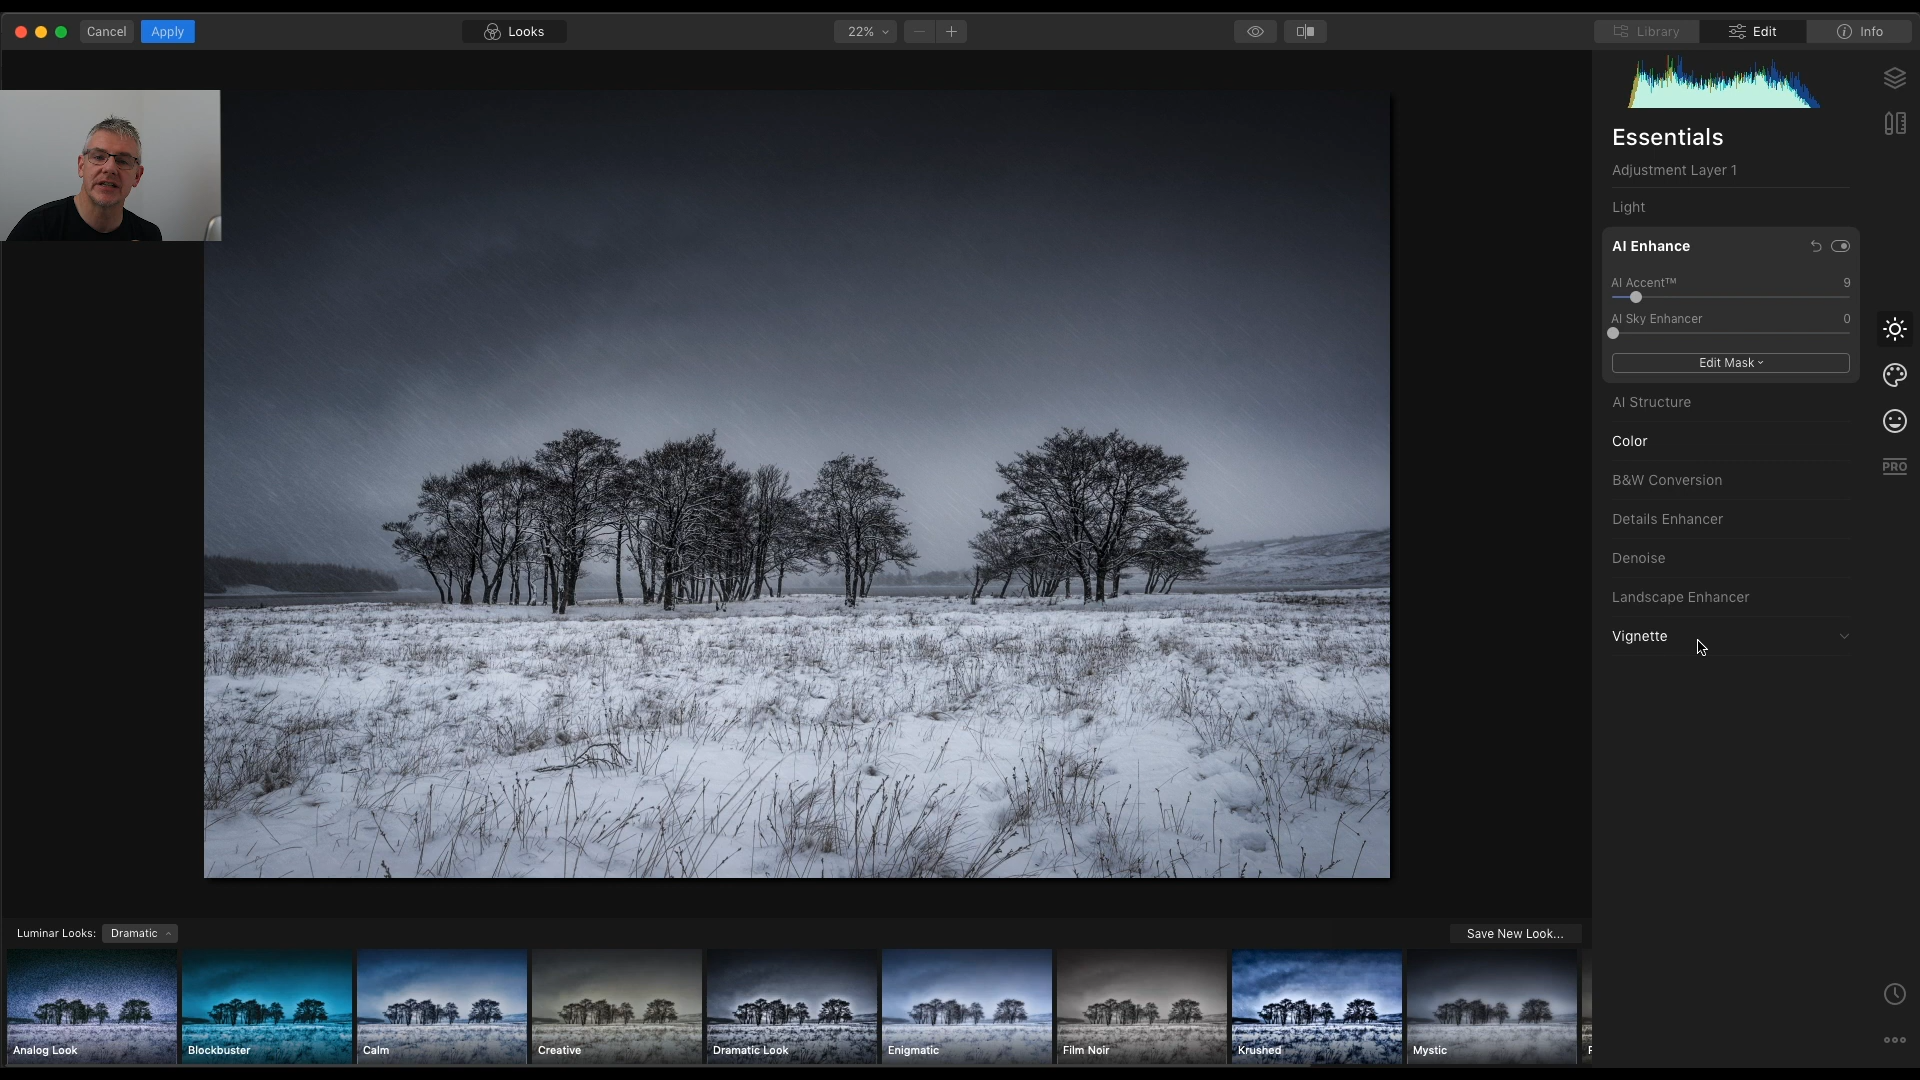 Cancel
Apply
Looks
22%
Library
Edit
Info
Essentials
Adjustment Layer 1
Light
AI Enhance
AI Accent™ 9
AI Sky Enhancer 0
Edit Mask
AI Structure
Color
B&W Conversion
Details Enhancer
Denoise
Landscape Enhancer
Vignette
PRO
Luminar Looks: Dramatic
Save New Look...
Analog Look
Blockbuster
Calm
Creative
Dramatic Look
Enigmatic
Film Noir
Krushed
Mystic